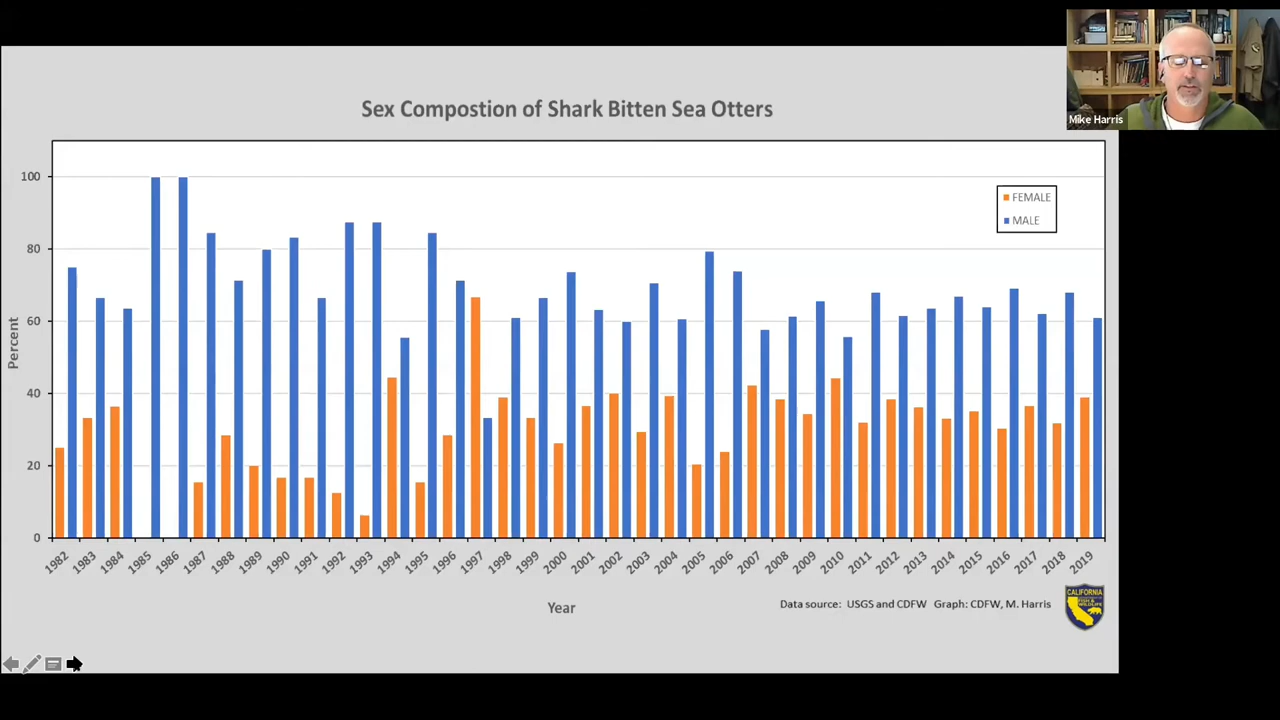 Mike Harris
Sex Compostion of Shark Bitten Sea Otters
FEMALE
MALE
100
80
60
40
20
0
Percent
1982 1983 1984 1985 1986 1987 1988 1989 1990 1991 1992 1993 1994 1995 1996 1997 1998 1999 2000 2001 2002 2003 2004 2005 2006 2007 2008 2009 2010 2011 2012 2013 2014 2015 2016 2017 2018 2019
Year
Data source: USGS and CDFW Graph: CDFW, M. Harris
CALIFORNIA
FISH &
WILDLIFE